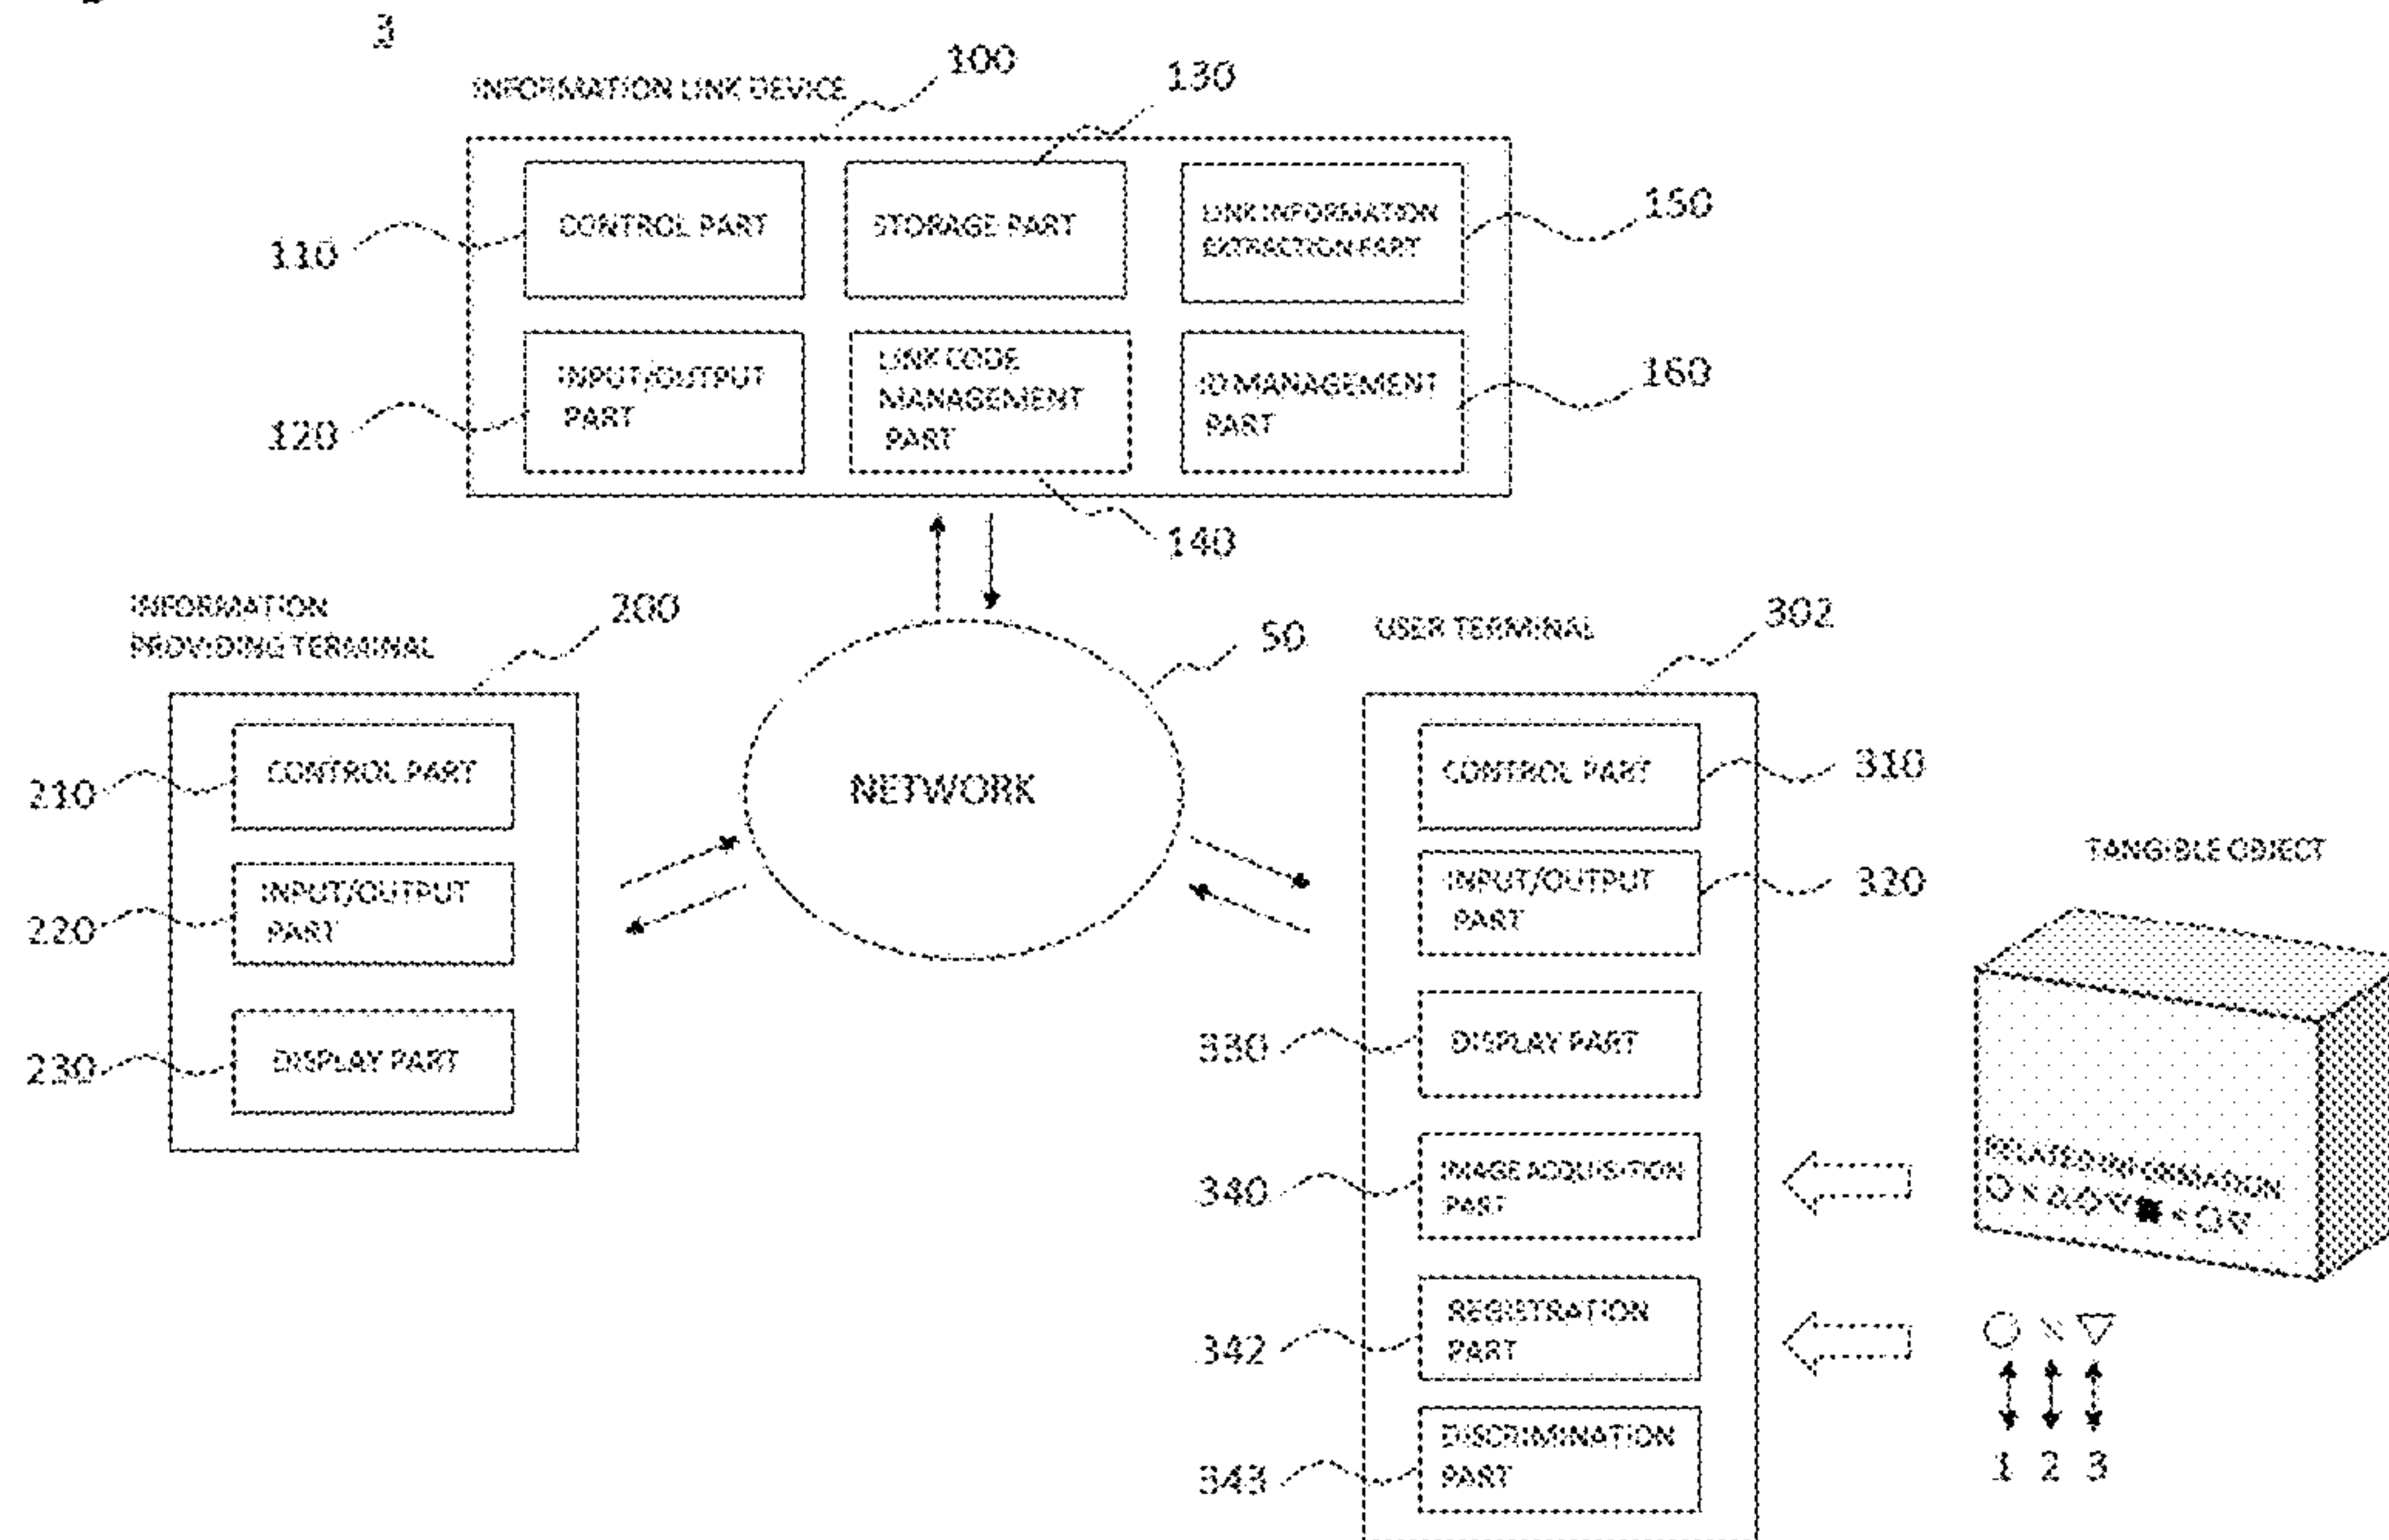 3
INFORMATION LINK DEVICE
100
130
CONTROL PART
STORAGE PART
LINK INFORMATION
EXTRACTION PART
110
150
INPUT/OUTPUT
PART
LINK CODE
MANAGEMENT
PART
ID MANAGEMENT
PART
120
160
140
INFORMATION
PROVIDING TERMINAL
200
50
USER TERMINAL
302
CONTROL PART
210
NETWORK
CONTROL PART
310
INPUT/OUTPUT
PART
220
INPUT/OUTPUT
PART
320
TANGIBLE OBJECT
DISPLAY PART
230
DISPLAY PART
330
IMAGE ACQUISITION
PART
340
RELATED INFORMATION
REGISTRATION
PART
342
DISCRIMINATION
PART
343
1 2 3